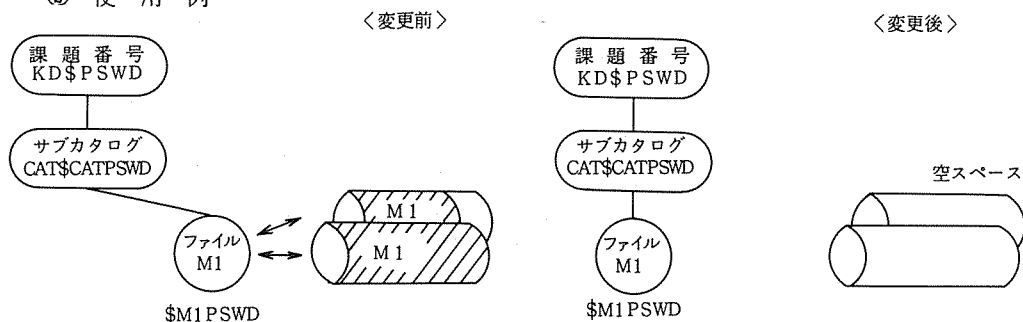 使用例
〈変更前〉
課題番号
KD$PSWD
サブカタログ
CAT$CATPSWD
ファイル
M1
$M1PSWD
M1
M1
〈変更後〉
課題番号
KD$PSWD
サブカタログ
CAT$CATPSWD
ファイル
M1
$M1PSWD
空スペース